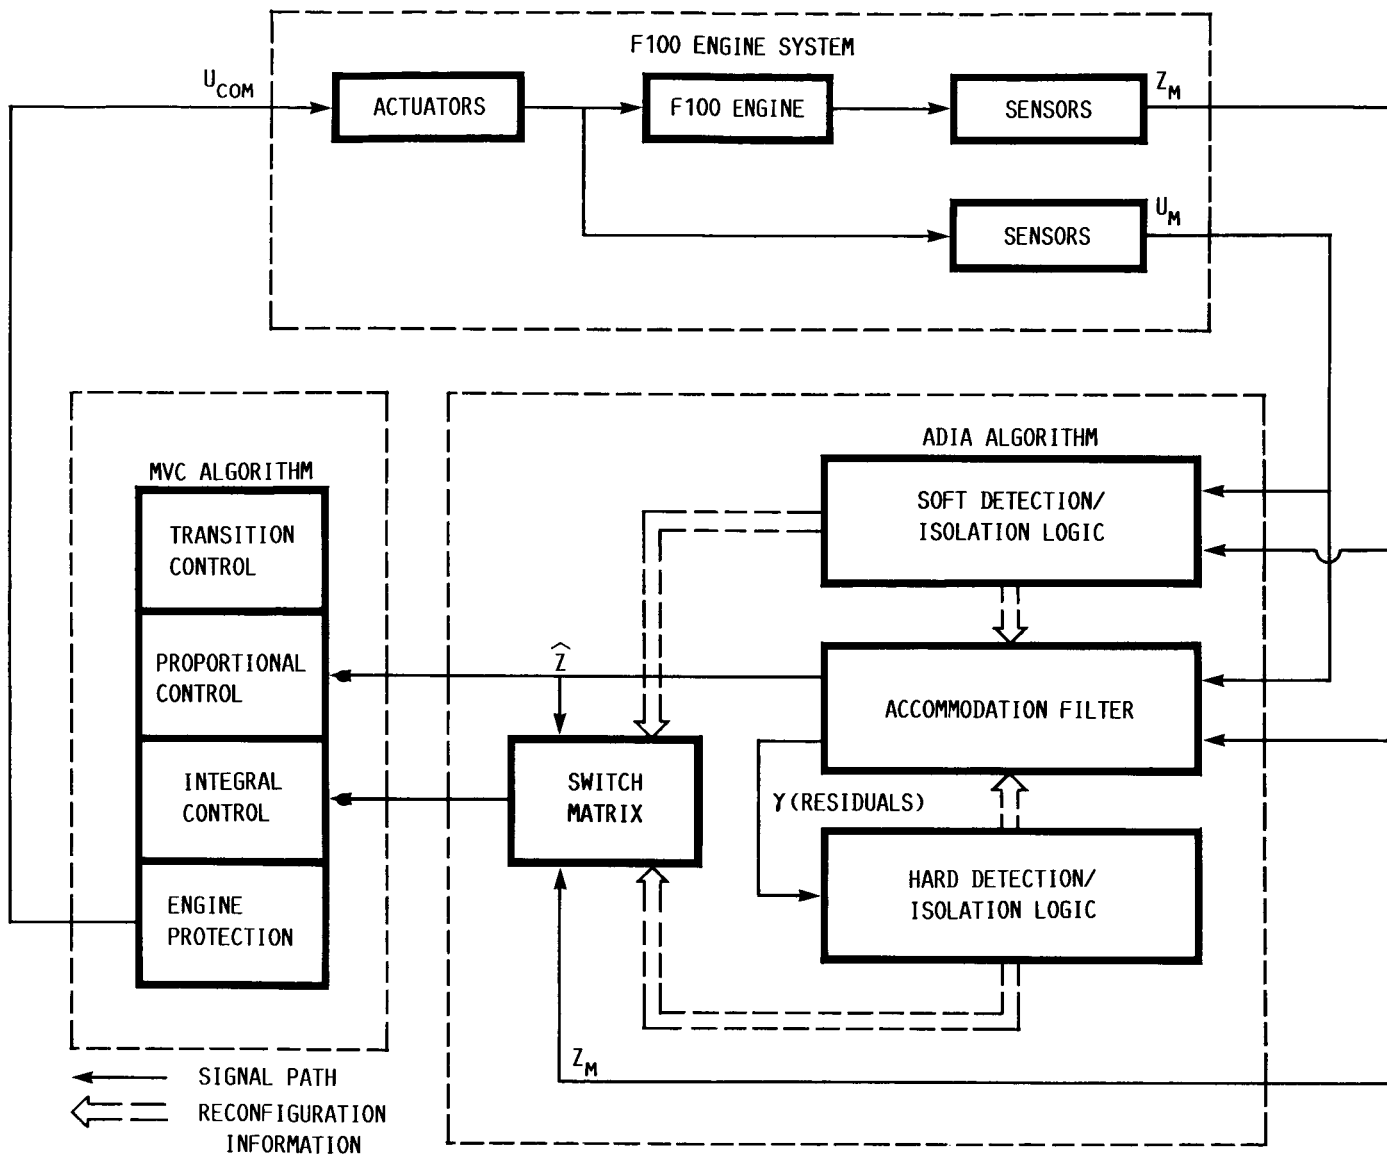 F100 ENGINE SYSTEM
U_COM
ACTUATORS
F100 ENGINE
SENSORS
Z_M
SENSORS
U_M
ADIA ALGORITHM
SOFT DETECTION/
ISOLATION LOGIC
MVC ALGORITHM
TRANSITION
CONTROL
PROPORTIONAL
CONTROL
INTEGRAL
CONTROL
ENGINE
PROTECTION
Ẑ
ACCOMMODATION FILTER
SWITCH
MATRIX
γ(RESIDUALS)
HARD DETECTION/
ISOLATION LOGIC
Z_M
SIGNAL PATH
RECONFIGURATION
INFORMATION